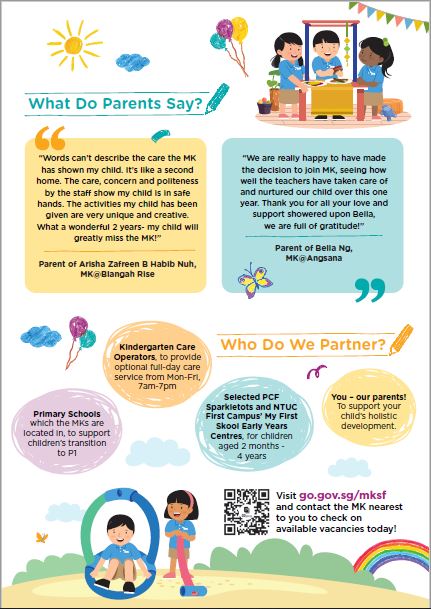 What Do Parents Say?
“Words can’t describe the care the MK
has shown my child. It’s like a second
home. The care, concern and politeness
by the staff show my child is in safe
hands. The activities my child has been
given are very unique and creative.
What a wonderful 2 years- my child will
greatly miss the MK!”
Parent of Arisha Zafreen B Habib Nuh,
MK@Blangah Rise
“We are really happy to have made
the decision to join MK, seeing how
well the teachers have taken care of
and nurtured our child over this one
year. Thank you for all your love and
support showered upon Bella,
we are full of gratitude!”
Parent of Bella Ng,
MK@Angsana
Who Do We Partner?
Kindergarten Care
Operators, to provide
optional full-day care
service from Mon-Fri,
7am-7pm
Primary Schools
which the MKs are
located in, to support
children’s transition
to P1
Selected PCF
Sparkletots and NTUC
First Campus’ My First
Skool Early Years
Centres, for children
aged 2 months -
4 years
You – our parents!
To support your
child’s holistic
development.
Visit go.gov.sg/mksf
and contact the MK nearest
to you to check on
available vacancies today!